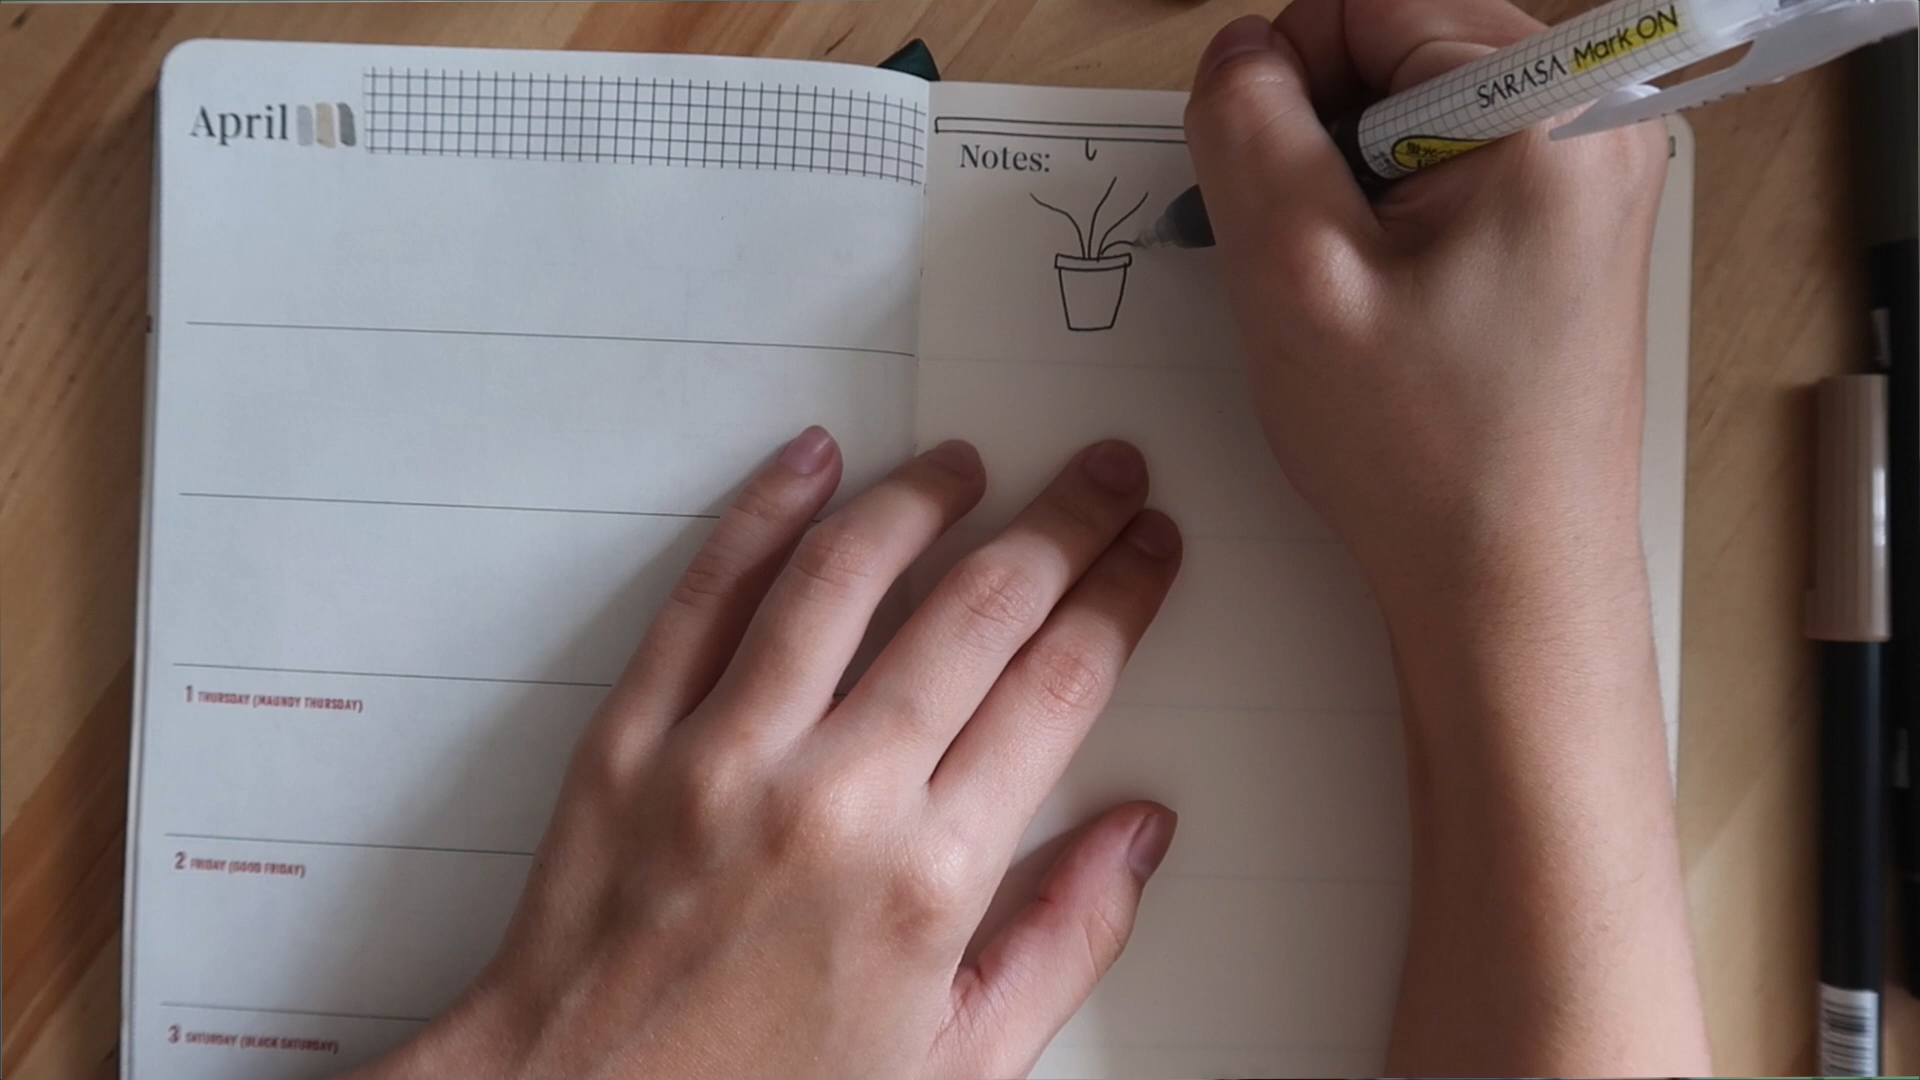 April
Notes:
SARASA Mark ON
1 THURSDAY (MAUNDY THURSDAY)
2 FRIDAY (GOOD FRIDAY)
3 SATURDAY (BLACK SATURDAY)